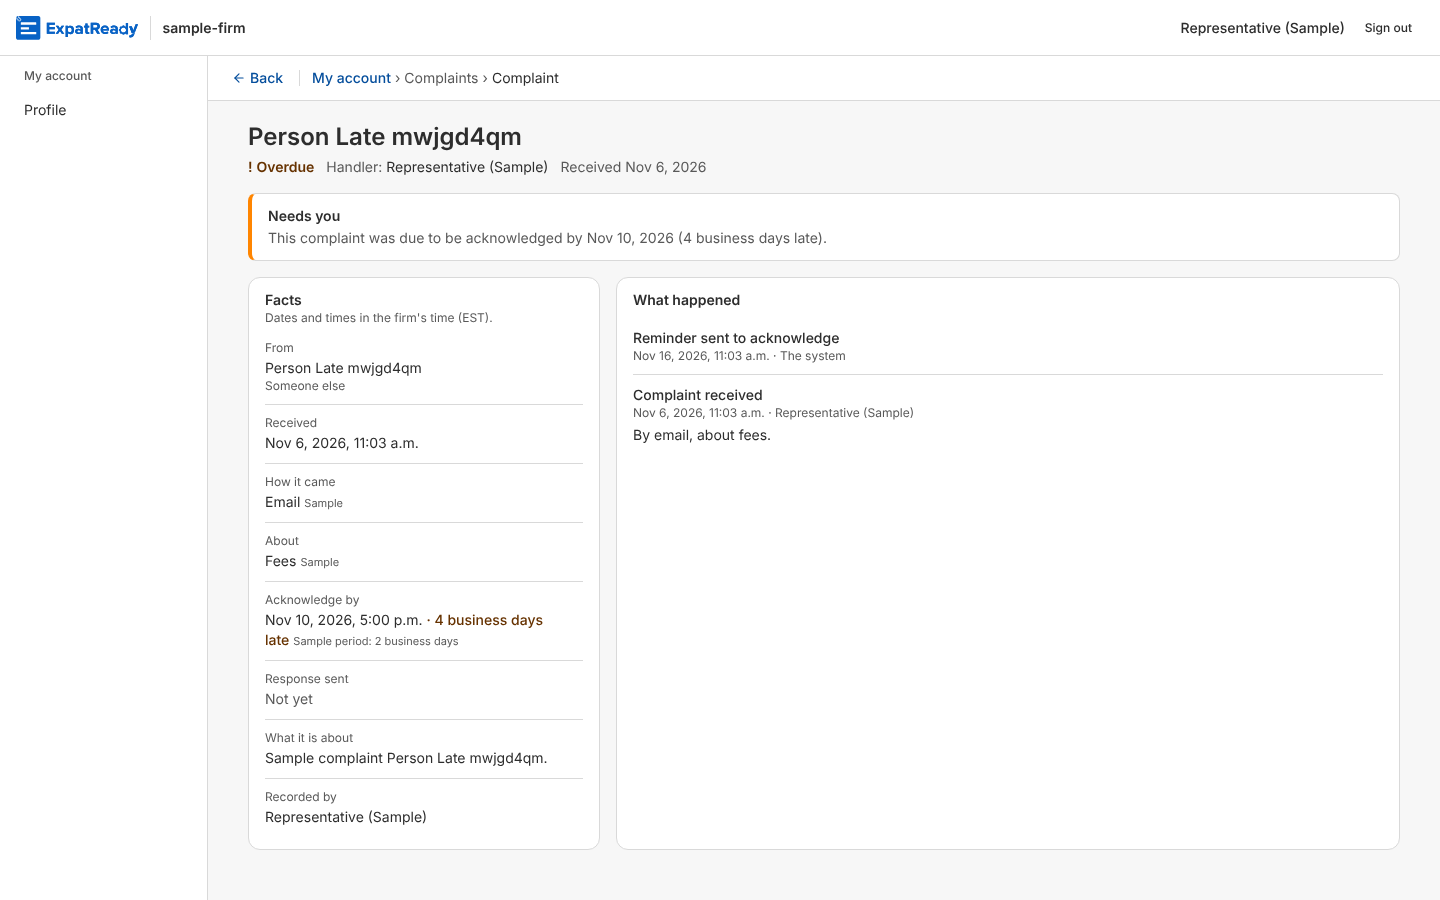 ExpatReady
sample-firm
Representative (Sample)
Sign out
My account
Profile
← Back
My account › Complaints › Complaint
Person Late mwjgd4qm
! Overdue Handler: Representative (Sample) Received Nov 6, 2026
Needs you
This complaint was due to be acknowledged by Nov 10, 2026 (4 business days late).
Facts
Dates and times in the firm's time (EST).
From
Person Late mwjgd4qm
Someone else
Received
Nov 6, 2026, 11:03 a.m.
How it came
Email Sample
About
Fees Sample
Acknowledge by
Nov 10, 2026, 5:00 p.m. · 4 business days
late Sample period: 2 business days
Response sent
Not yet
What it is about
Sample complaint Person Late mwjgd4qm.
Recorded by
Representative (Sample)
What happened
Reminder sent to acknowledge
Nov 16, 2026, 11:03 a.m. · The system
Complaint received
Nov 6, 2026, 11:03 a.m. · Representative (Sample)
By email, about fees.